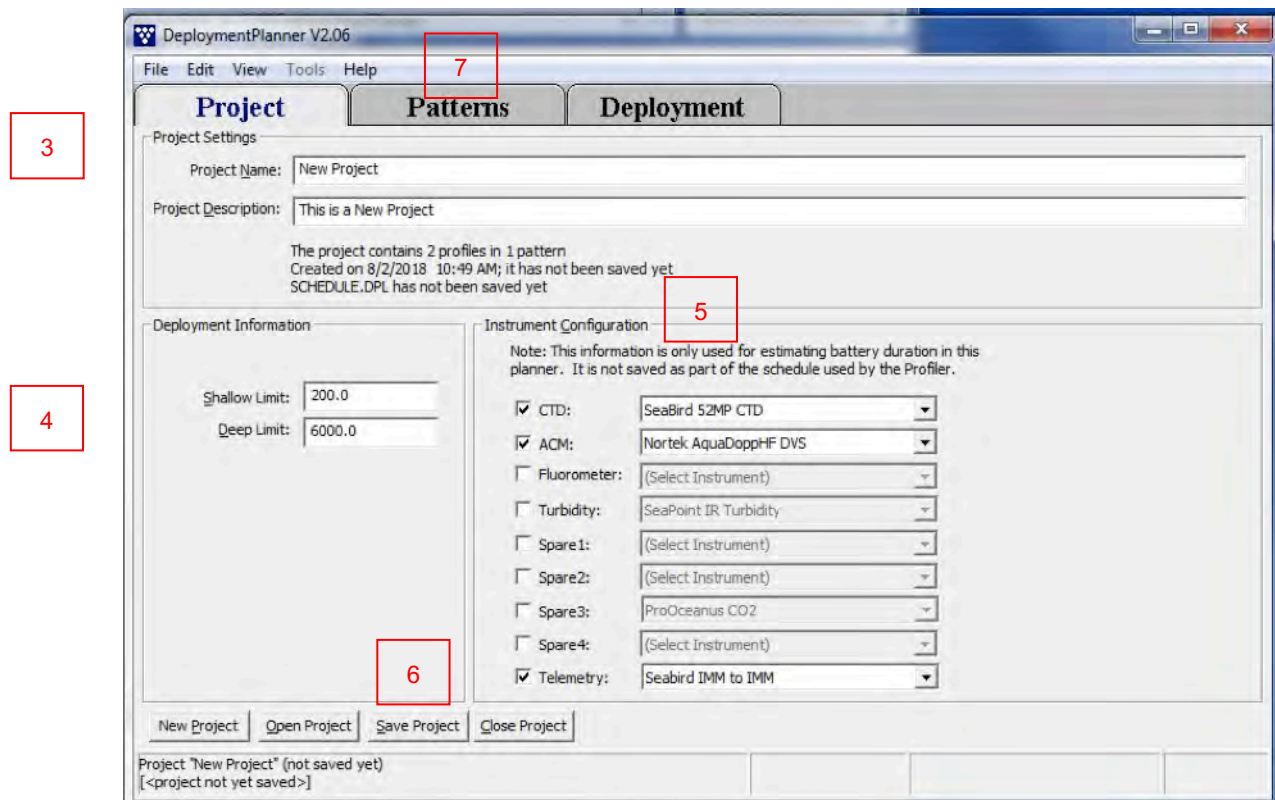 DeploymentPlanner V2.06
File Edit View Tools Help
7
Project Patterns Deployment
3
Project Settings
Project Name: New Project
Project Description: This is a New Project
The project contains 2 profiles in 1 pattern
Created on 8/2/2018 10:49 AM; it has not been saved yet
SCHEDULE.DPL has not been saved yet
5
Deployment Information
Shallow Limit: 200.0
Deep Limit: 6000.0
4
Instrument Configuration
Note: This information is only used for estimating battery duration in this
planner. It is not saved as part of the schedule used by the Profiler.
CTD: SeaBird 52MP CTD
ACM: Nortek AquaDoppHF DVS
Fluorometer: (Select Instrument)
Turbidity: SeaPoint IR Turbidity
Spare1: (Select Instrument)
Spare2: (Select Instrument)
Spare3: ProOceanus CO2
Spare4: (Select Instrument)
Telemetry: Seabird IMM to IMM
6
New Project Open Project Save Project Close Project
Project "New Project" (not saved yet)
[<project not yet saved>]